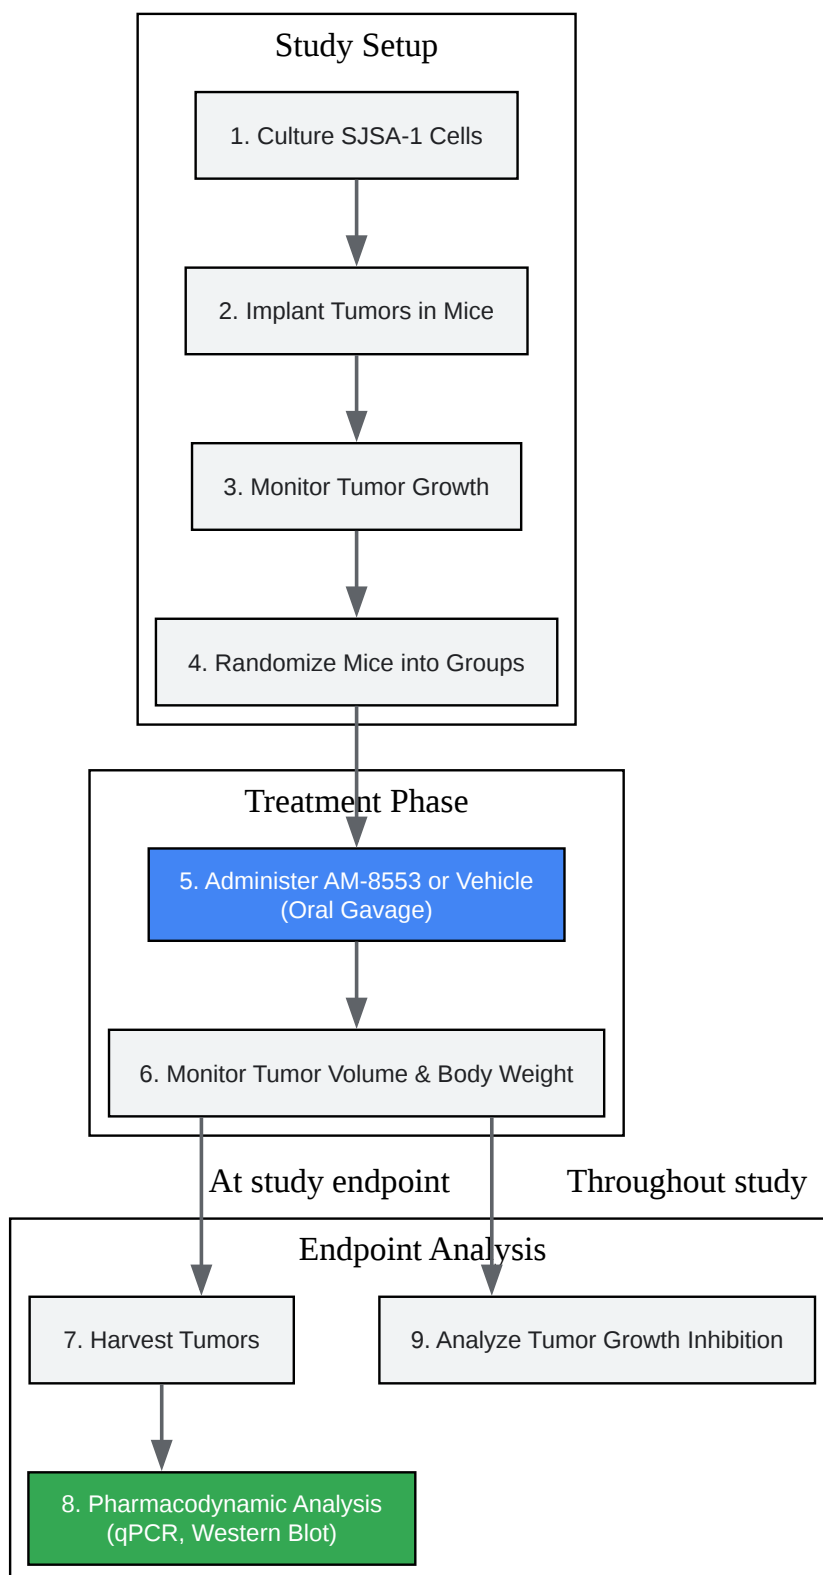 Study Setup
1. Culture SJSA-1 Cells
2. Implant Tumors in Mice
3. Monitor Tumor Growth
4. Randomize Mice into Groups
Treatment Phase
5. Administer AM-8553 or Vehicle
(Oral Gavage)
6. Monitor Tumor Volume & Body Weight
At study endpoint
Throughout study
Endpoint Analysis
7. Harvest Tumors
9. Analyze Tumor Growth Inhibition
8. Pharmacodynamic Analysis
(qPCR, Western Blot)